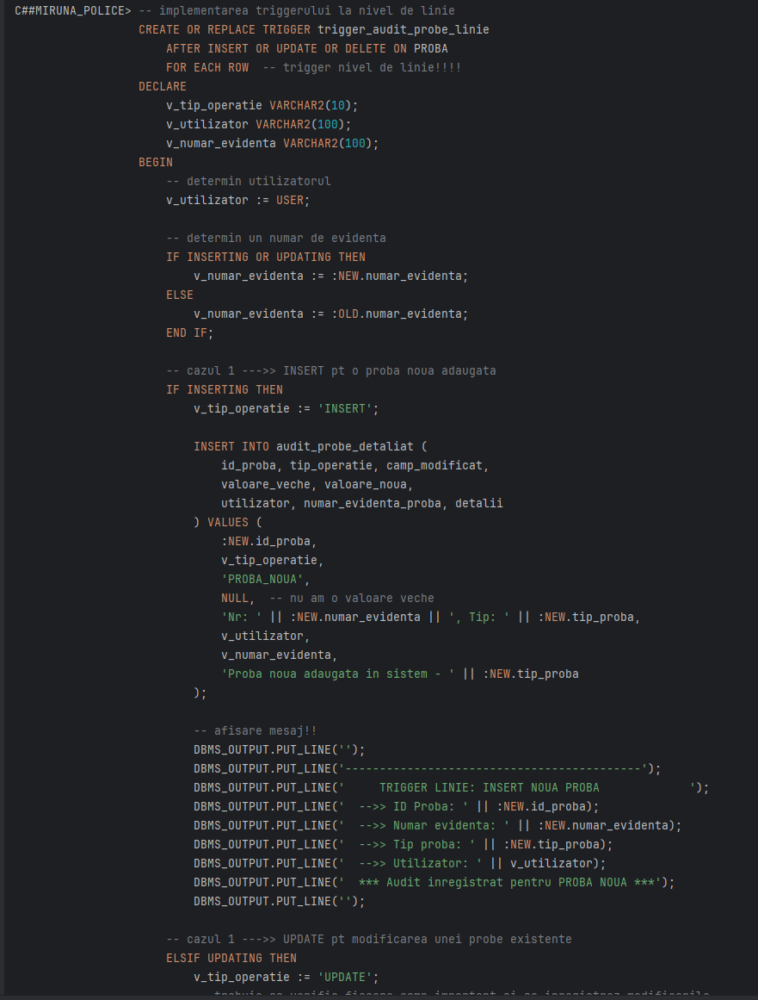 C##MIRUNA_POLICE> -- implementarea triggerului la nivel de linie
CREATE OR REPLACE TRIGGER trigger_audit_probe_linie
AFTER INSERT OR UPDATE OR DELETE ON PROBA
FOR EACH ROW  -- trigger nivel de linie!!!!
DECLARE
v_tip_operatie VARCHAR2(10);
v_utilizator VARCHAR2(100);
v_numar_evidenta VARCHAR2(100);
BEGIN
-- determin utilizatorul
v_utilizator := USER;
-- determin un numar de evidenta
IF INSERTING OR UPDATING THEN
v_numar_evidenta := :NEW.numar_evidenta;
ELSE
v_numar_evidenta := :OLD.numar_evidenta;
END IF;
-- cazul 1 --->> INSERT pt o proba noua adaugata
IF INSERTING THEN
v_tip_operatie := 'INSERT';
INSERT INTO audit_probe_detaliat (
id_proba, tip_operatie, camp_modificat,
valoare_veche, valoare_noua,
utilizator, numar_evidenta_proba, detalii
) VALUES (
:NEW.id_proba,
v_tip_operatie,
'PROBA_NOUA',
NULL,  -- nu am o valoare veche
'Nr: ' || :NEW.numar_evidenta || ', Tip: ' || :NEW.tip_proba,
v_utilizator,
v_numar_evidenta,
'Proba noua adaugata in sistem - ' || :NEW.tip_proba
);
-- afisare mesaj!!
DBMS_OUTPUT.PUT_LINE('');
DBMS_OUTPUT.PUT_LINE('-------------------------------------------');
DBMS_OUTPUT.PUT_LINE('     TRIGGER LINIE: INSERT NOUA PROBA             ');
DBMS_OUTPUT.PUT_LINE('  -->> ID Proba: ' || :NEW.id_proba);
DBMS_OUTPUT.PUT_LINE('  -->> Numar evidenta: ' || :NEW.numar_evidenta);
DBMS_OUTPUT.PUT_LINE('  -->> Tip proba: ' || :NEW.tip_proba);
DBMS_OUTPUT.PUT_LINE('  -->> Utilizator: ' || v_utilizator);
DBMS_OUTPUT.PUT_LINE('  *** Audit inregistrat pentru PROBA NOUA ***');
DBMS_OUTPUT.PUT_LINE('');
-- cazul 1 --->> UPDATE pt modificarea unei probe existente
ELSIF UPDATING THEN
v_tip_operatie := 'UPDATE';